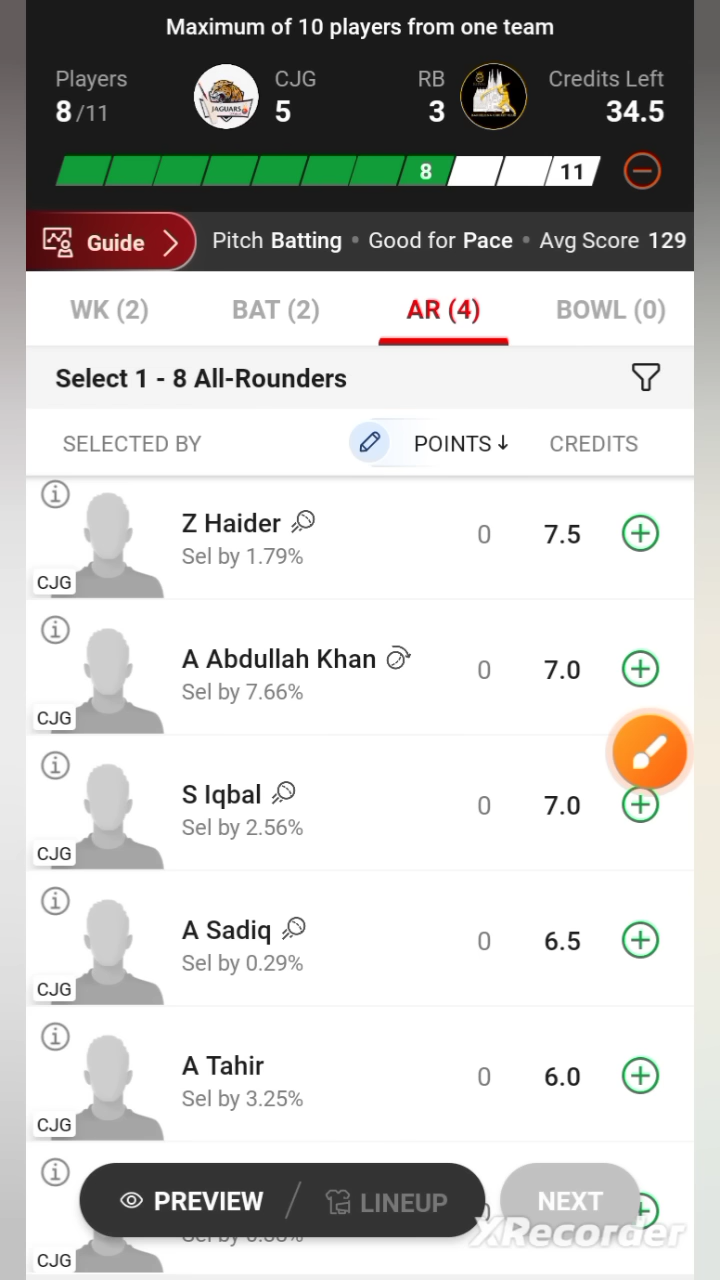 Maximum of 10 players from one team
Players
8/11
JAGUARS
CJG
5
RB
3
Credits Left
34.5
8
11
Guide
Pitch Batting • Good for Pace • Avg Score 129
WK (2)
BAT (2)
AR (4)
BOWL (0)
Select 1 - 8 All-Rounders
SELECTED BY
POINTS↓
CREDITS
Z Haider
Sel by 1.79%
CJG
0
7.5
A Abdullah Khan
Sel by 7.66%
CJG
0
7.0
S Iqbal
Sel by 2.56%
CJG
0
7.0
A Sadiq
Sel by 0.29%
CJG
0
6.5
A Tahir
Sel by 3.25%
CJG
0
6.0
PREVIEW / LINEUP
NEXT
XRecorder
Sel by
CJG